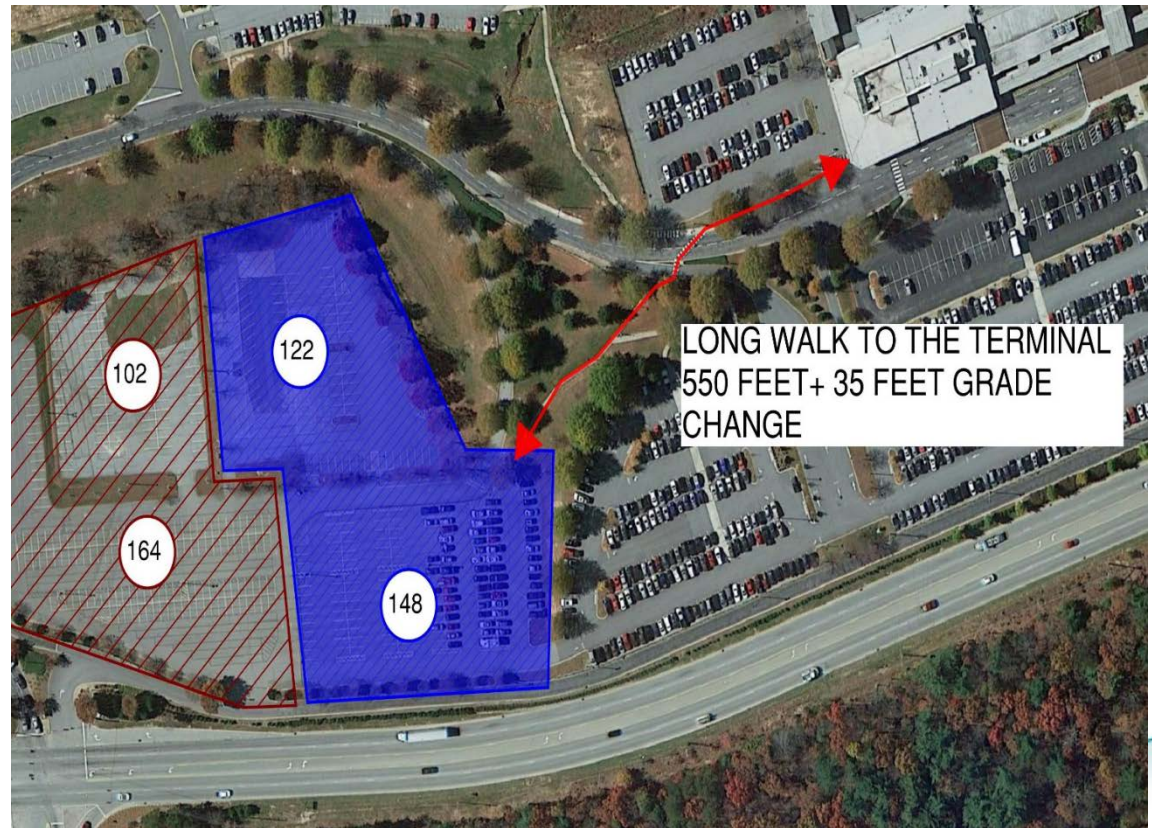 122
102
LONG WALK TO THE TERMINAL
550 FEET+ 35 FEET GRADE
CHANGE
164
148